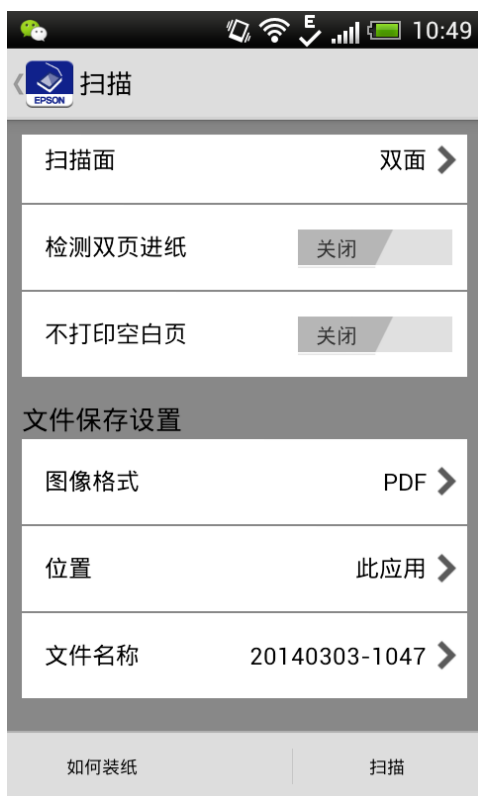 E 10:49
EPSON 扫描
扫描面 双面
检测双页进纸 关闭
不打印空白页 关闭
文件保存设置
图像格式 PDF
位置 此应用
文件名称 20140303-1047
如何装纸 扫描